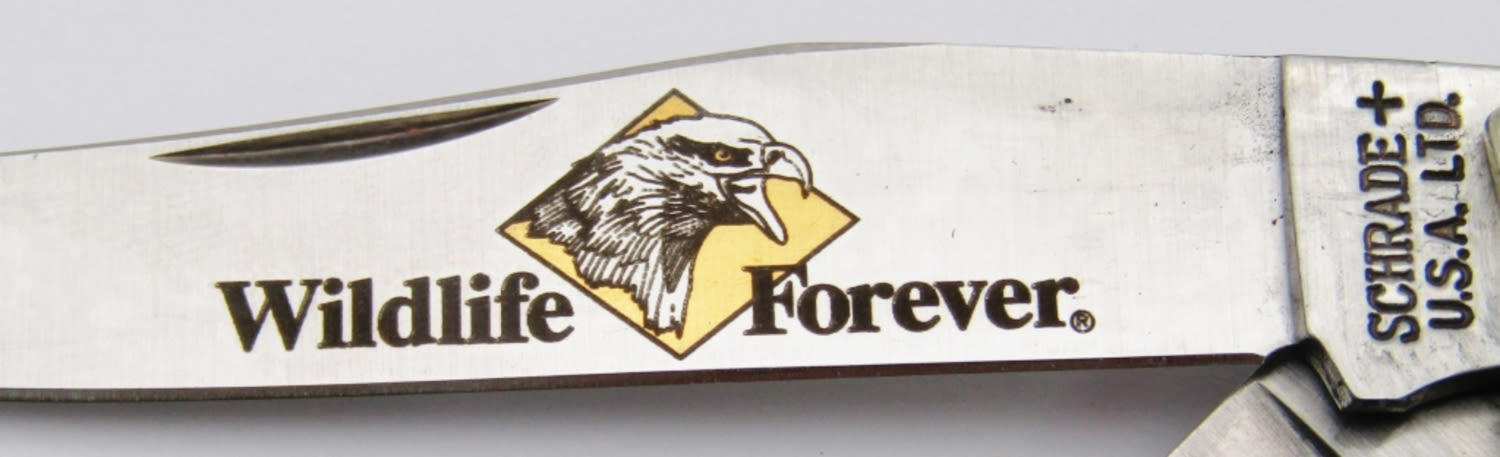 Wildlife Forever®
SCHRADE+
U.S.A. LTD.